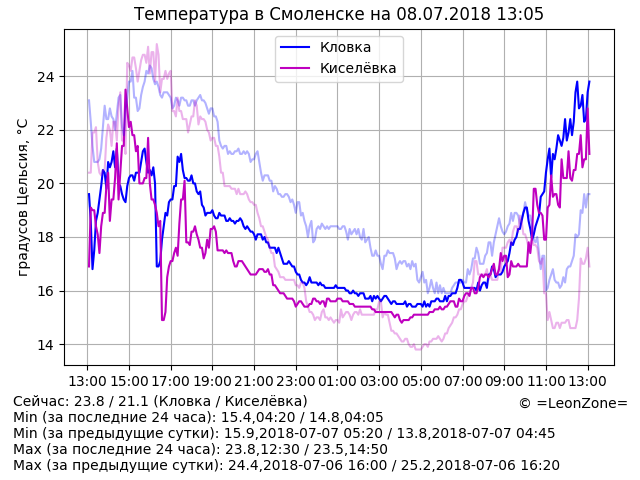 Температура в Смоленске на 08.07.2018 13:05
Кловка
Киселёвка
градусов Цельсия, °C
24
22
20
18
16
14
13:00 15:00 17:00 19:00 21:00 23:00 01:00 03:00 05:00 07:00 09:00 11:00 13:00
Сейчас: 23.8 / 21.1 (Кловка / Киселёвка)
© =LeonZone=
Min (за последние 24 часа): 15.4,04:20 / 14.8,04:05
Min (за предыдущие сутки): 15.9,2018-07-07 05:20 / 13.8,2018-07-07 04:45
Max (за последние 24 часа): 23.8,12:30 / 23.5,14:50
Max (за предыдущие сутки): 24.4,2018-07-06 16:00 / 25.2,2018-07-06 16:20